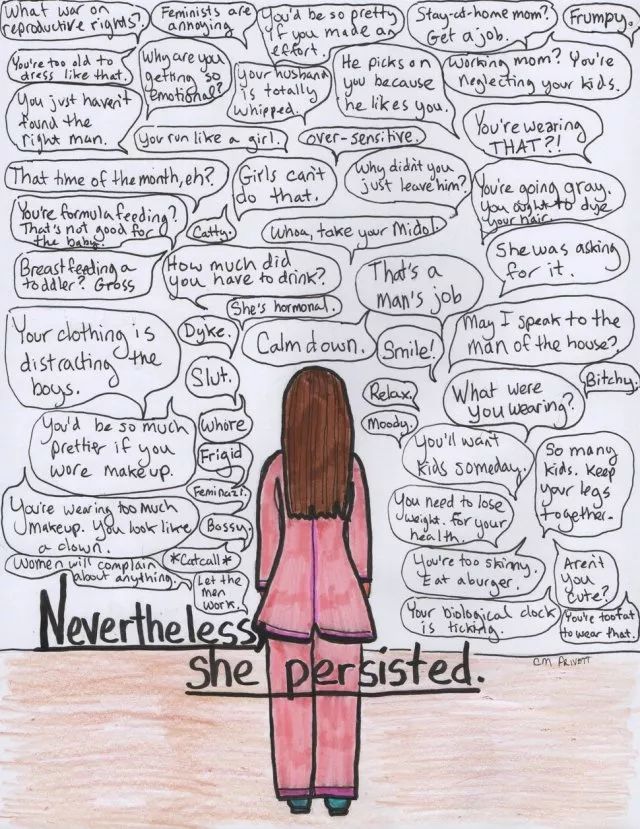 What war on
reproductive rights?
Feminists are
annoying
You'd be so pretty
if you made an
effort.
Stay-at-home mom?
Get a job.
Frumpy.
You're too old to
dress like that.
Why are you
getting so
emotional?
Your husband
is totally
whipped.
He picks on
you because
he likes you.
Working mom? You're
neglecting your kids.
You just haven't
found the
right man.
You run like a girl.
over-sensitive.
You're wearing
THAT?!
That time of the month, eh?
Girls can't
do that.
Why didn't you
just leave him?
You're going gray.
You ought to dye
your hair.
You're formula feeding?
That's not good for
the baby.
Catty.
Whoa, take your Midol
She was asking
for it.
Breastfeeding a
toddler? Gross
How much did
you have to drink?
That's a
man's job
She's hormonal.
Your clothing is
distracting the
boys.
Dyke.
Calm down.
Smile!
May I speak to the
man of the house?
Slut.
Relax.
What were
you wearing?
Bitchy.
You'd be so much
prettier if you
wore makeup.
Whore
Moody.
Frigid
You'll want
kids someday.
So many
kids. Keep
your legs
together.
Feminazi.
You're wearing too much
makeup. You look like
a clown.
Bossy.
You need to lose
weight. For your
health.
Women will complain
about anything.
*Catcall*
You're too skinny.
Eat a burger.
Aren't
you
cute?
Let the
men
work.
Your biological clock
is ticking.
You're too fat
to wear that.
Nevertheless,
she persisted.
CM PRIVOTT